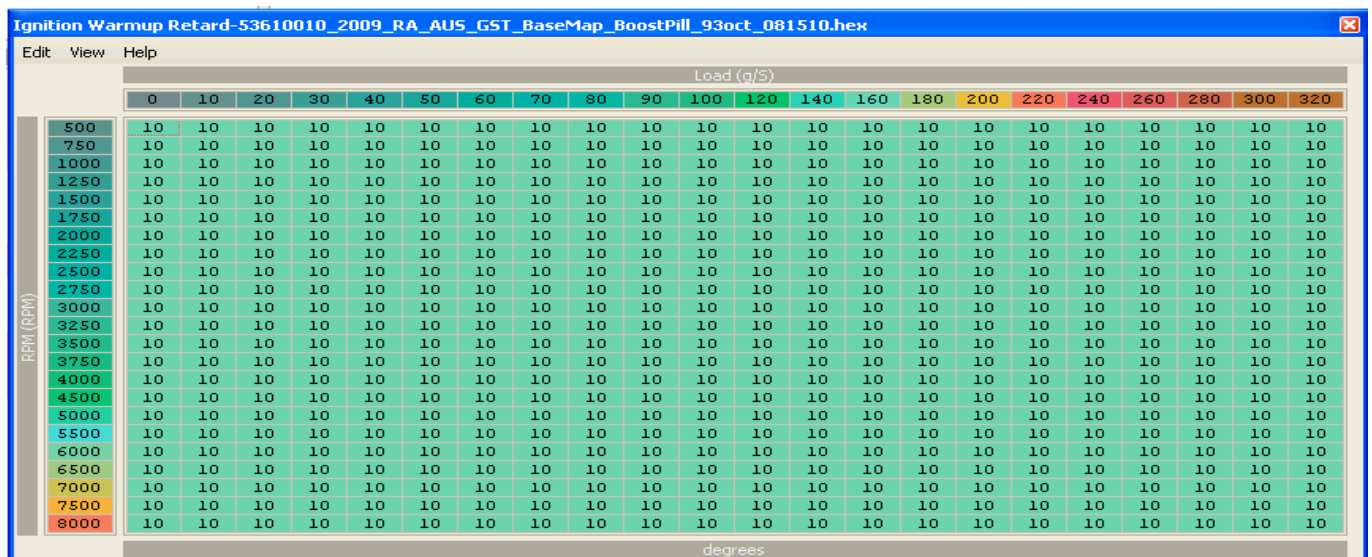 Ignition Warmup Retard-53610010_2009_RA_AUS_GST_BaseMap_BoostPill_93oct_081510.hex
Edit View Help
Load (g/S)
0 10 20 30 40 50 60 70 80 90 100 120 140 160 180 200 220 240 260 280 300 320
RPM (RPM)
500 10 10 10 10 10 10 10 10 10 10 10 10 10 10 10 10 10 10 10 10 10 10
750 10 10 10 10 10 10 10 10 10 10 10 10 10 10 10 10 10 10 10 10 10 10
1000 10 10 10 10 10 10 10 10 10 10 10 10 10 10 10 10 10 10 10 10 10 10
1250 10 10 10 10 10 10 10 10 10 10 10 10 10 10 10 10 10 10 10 10 10 10
1500 10 10 10 10 10 10 10 10 10 10 10 10 10 10 10 10 10 10 10 10 10 10
1750 10 10 10 10 10 10 10 10 10 10 10 10 10 10 10 10 10 10 10 10 10 10
2000 10 10 10 10 10 10 10 10 10 10 10 10 10 10 10 10 10 10 10 10 10 10
2250 10 10 10 10 10 10 10 10 10 10 10 10 10 10 10 10 10 10 10 10 10 10
2500 10 10 10 10 10 10 10 10 10 10 10 10 10 10 10 10 10 10 10 10 10 10
2750 10 10 10 10 10 10 10 10 10 10 10 10 10 10 10 10 10 10 10 10 10 10
3000 10 10 10 10 10 10 10 10 10 10 10 10 10 10 10 10 10 10 10 10 10 10
3250 10 10 10 10 10 10 10 10 10 10 10 10 10 10 10 10 10 10 10 10 10 10
3500 10 10 10 10 10 10 10 10 10 10 10 10 10 10 10 10 10 10 10 10 10 10
3750 10 10 10 10 10 10 10 10 10 10 10 10 10 10 10 10 10 10 10 10 10 10
4000 10 10 10 10 10 10 10 10 10 10 10 10 10 10 10 10 10 10 10 10 10 10
4500 10 10 10 10 10 10 10 10 10 10 10 10 10 10 10 10 10 10 10 10 10 10
5000 10 10 10 10 10 10 10 10 10 10 10 10 10 10 10 10 10 10 10 10 10 10
5500 10 10 10 10 10 10 10 10 10 10 10 10 10 10 10 10 10 10 10 10 10 10
6000 10 10 10 10 10 10 10 10 10 10 10 10 10 10 10 10 10 10 10 10 10 10
6500 10 10 10 10 10 10 10 10 10 10 10 10 10 10 10 10 10 10 10 10 10 10
7000 10 10 10 10 10 10 10 10 10 10 10 10 10 10 10 10 10 10 10 10 10 10
7500 10 10 10 10 10 10 10 10 10 10 10 10 10 10 10 10 10 10 10 10 10 10
8000 10 10 10 10 10 10 10 10 10 10 10 10 10 10 10 10 10 10 10 10 10 10
degrees